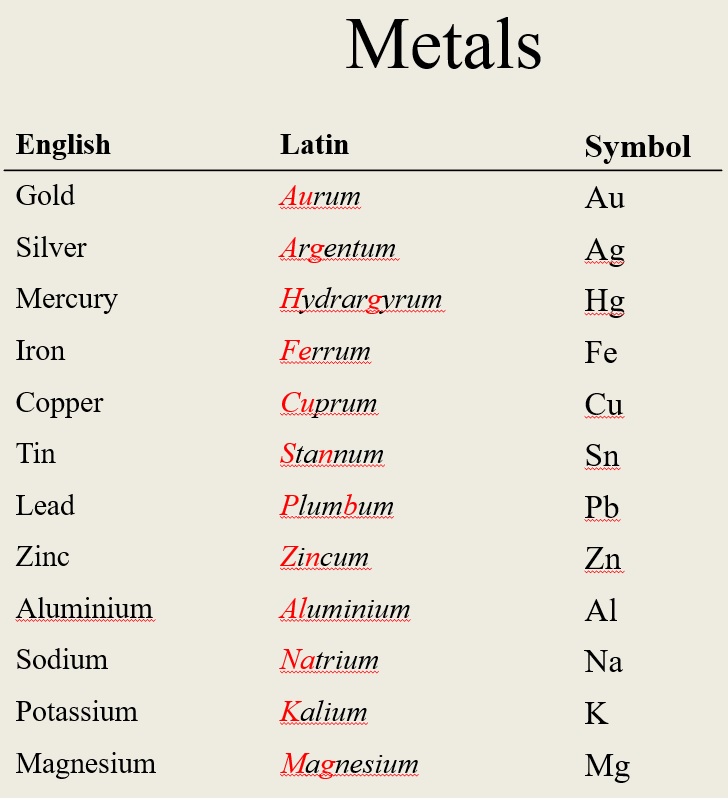 Metals
English Latin Symbol
Gold Aurum Au
Silver Argentum Ag
Mercury Hydrargyrum Hg
Iron Ferrum Fe
Copper Cuprum Cu
Tin Stannum Sn
Lead Plumbum Pb
Zinc Zincum Zn
Aluminium Aluminium Al
Sodium Natrium Na
Potassium Kalium K
Magnesium Magnesium Mg